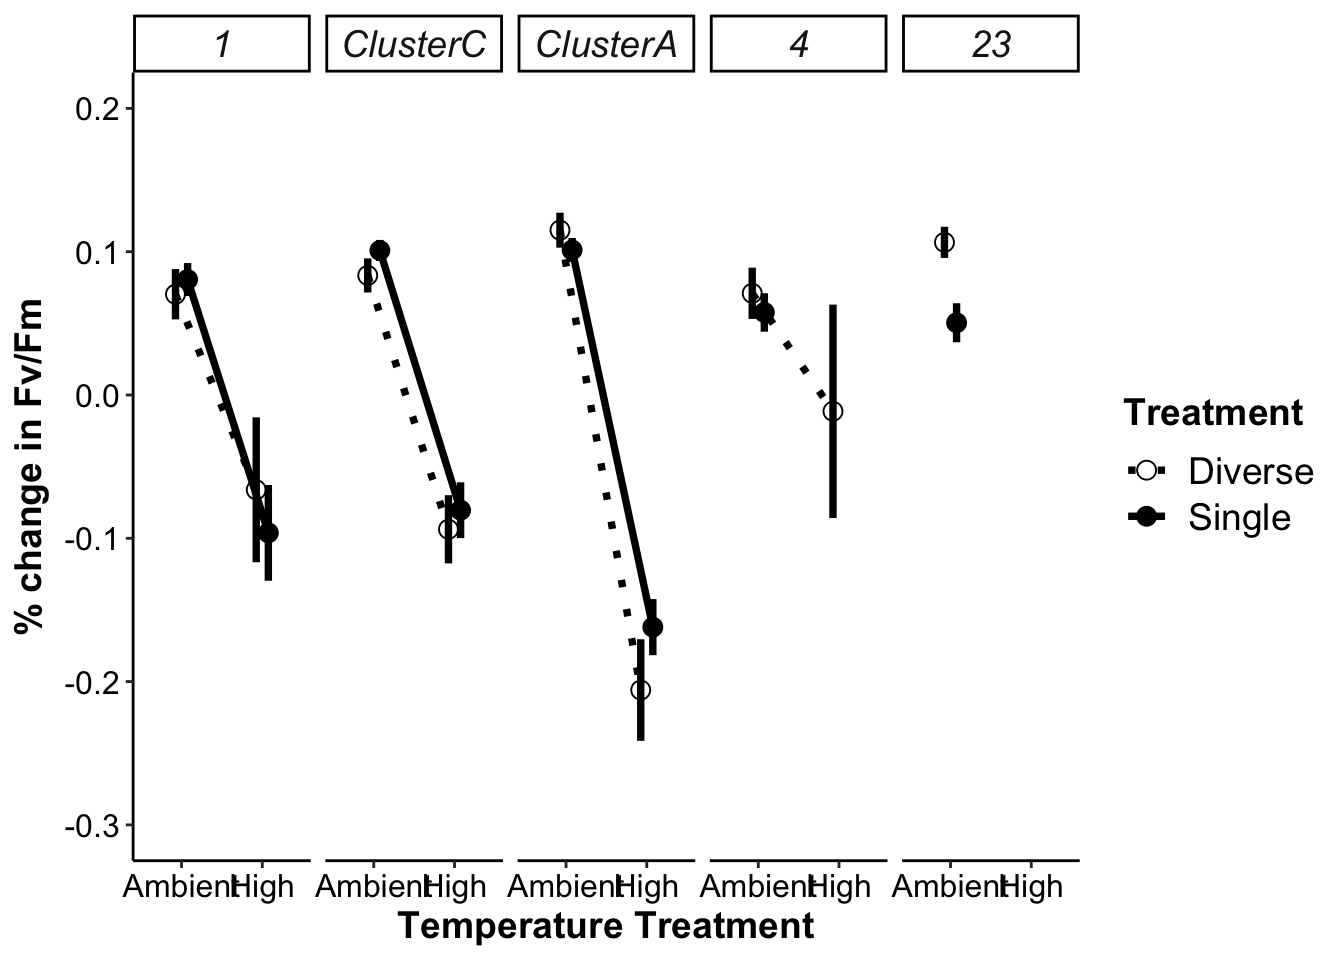 1 ClusterC ClusterA 4 23
0.2
0.1
0.0
-0.1
-0.2
-0.3
% change in Fv/Fm
Ambient High Ambient High Ambient High Ambient High Ambient High
Temperature Treatment
Treatment
Diverse
Single